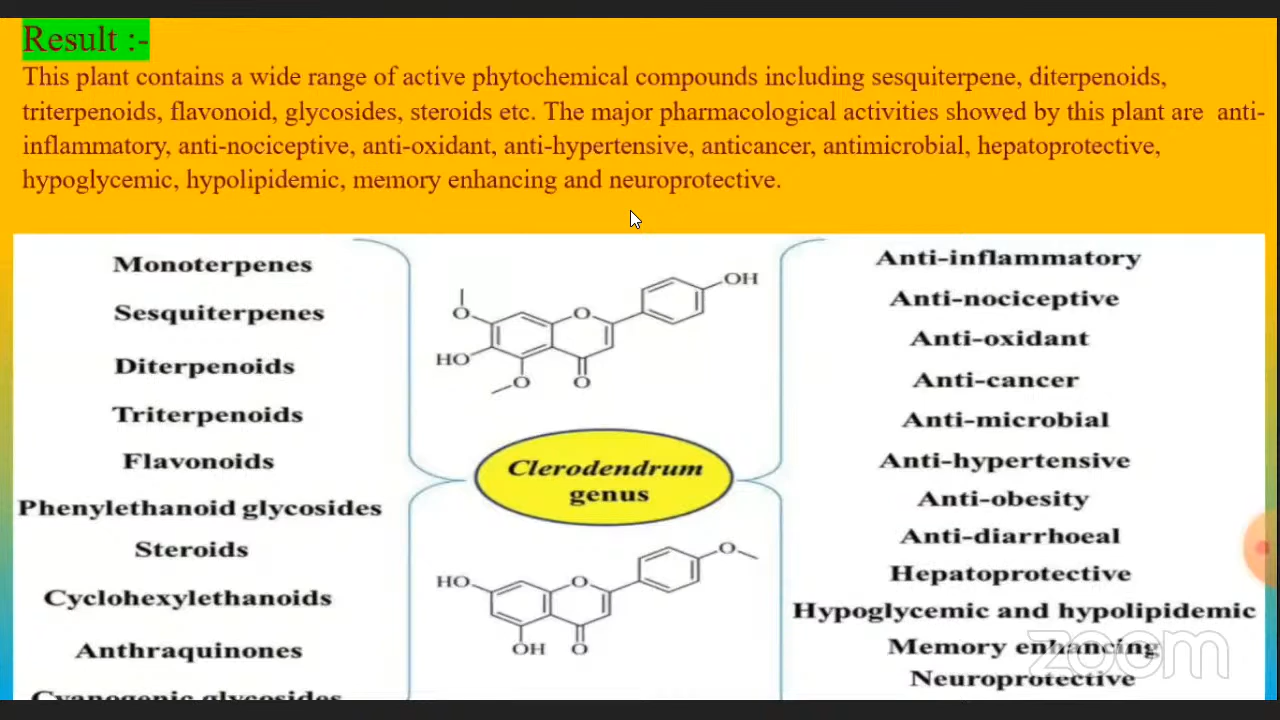 Result :-
This plant contains a wide range of active phytochemical compounds including sesquiterpene, diterpenoids,
triterpenoids, flavonoid, glycosides, steroids etc. The major pharmacological activities showed by this plant are anti-
inflammatory, anti-nociceptive, anti-oxidant, anti-hypertensive, anticancer, antimicrobial, hepatoprotective,
hypoglycemic, hypolipidemic, memory enhancing and neuroprotective.
Monoterpenes
Sesquiterpenes
Diterpenoids
Triterpenoids
Flavonoids
Phenylethanoid glycosides
Steroids
Cyclohexylethanoids
Anthraquinones
Cyanogenic glycosides
OH
O
O
HO
O
O
Clerodendrum
genus
O
HO
O
OH
O
Anti-inflammatory
Anti-nociceptive
Anti-oxidant
Anti-cancer
Anti-microbial
Anti-hypertensive
Anti-obesity
Anti-diarrhoeal
Hepatoprotective
Hypoglycemic and hypolipidemic
Memory enhancing
Neuroprotective
zoom